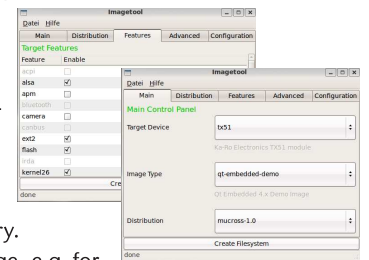 Imagetool
Datei Hilfe
Main Distribution Features Advanced Configuration
Target Features
Feature Enable
acpi
alsa
apm
bluetooth
camera
canbus
ext2
flash
irda
kernel26
done
Imagetool
Datei Hilfe
Main Distribution Features Advanced Configuration
Main Control Panel
Target Device tx51
Ka-Ro Electronics TX51 module
Image Type qt-embedded-demo
Qt Embedded 4.x Demo Image
Distribution mucross-1.0
Create Filesystem
done
ry.
e.g. for